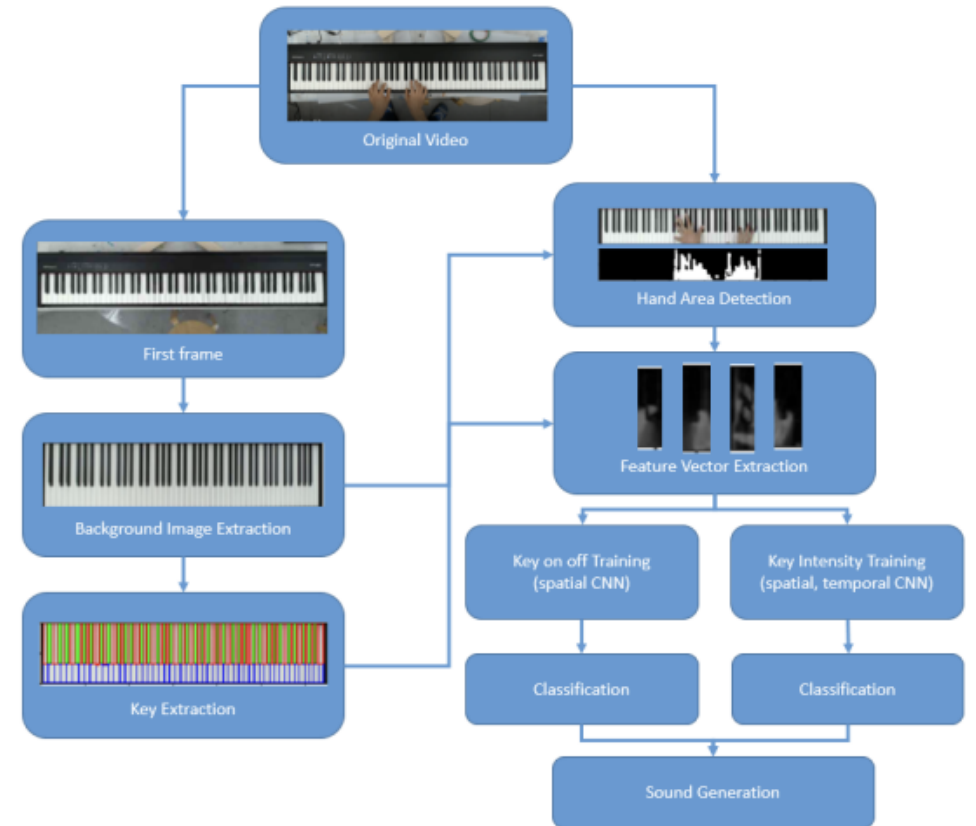 Original Video
First frame
Hand Area Detection
Background Image Extraction
Feature Vector Extraction
Key Extraction
Key on off Training
(spatial CNN)
Key Intensity Training
(spatial, temporal CNN)
Classification
Classification
Sound Generation